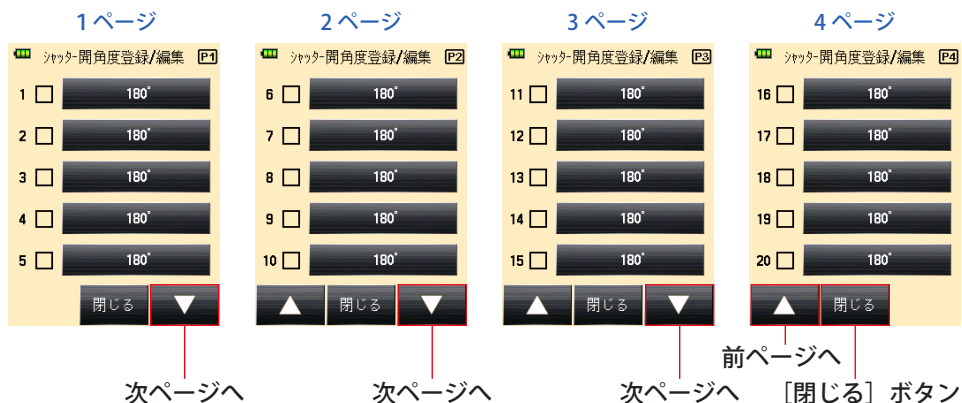 1 ページ
シャッター開角度登録/編集 P1
1 180°
2 180°
3 180°
4 180°
5 180°
閉じる ▼
次ページへ
2 ページ
シャッター開角度登録/編集 P2
6 180°
7 180°
8 180°
9 180°
10 180°
▲ 閉じる ▼
次ページへ
3 ページ
シャッター開角度登録/編集 P3
11 180°
12 180°
13 180°
14 180°
15 180°
▲ 閉じる ▼
次ページへ
4 ページ
シャッター開角度登録/編集 P4
16 180°
17 180°
18 180°
19 180°
20 180°
▲ 閉じる
前ページへ
［閉じる］ボタン